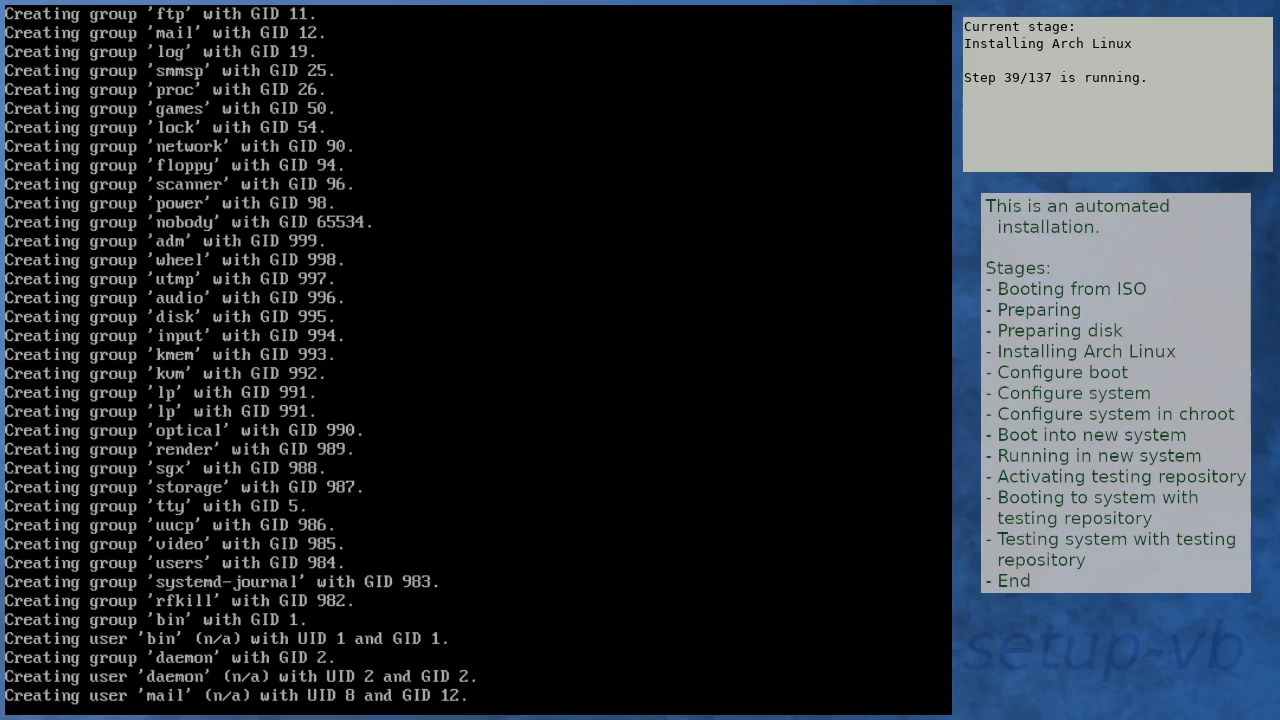 Creating group 'ftp' with GID 11.
Creating group 'mail' with GID 12.
Creating group 'log' with GID 19.
Creating group 'smmsp' with GID 25.
Creating group 'proc' with GID 26.
Creating group 'games' with GID 50.
Creating group 'lock' with GID 54.
Creating group 'network' with GID 90.
Creating group 'floppy' with GID 94.
Creating group 'scanner' with GID 96.
Creating group 'power' with GID 98.
Creating group 'nobody' with GID 65534.
Creating group 'adm' with GID 999.
Creating group 'wheel' with GID 998.
Creating group 'utmp' with GID 997.
Creating group 'audio' with GID 996.
Creating group 'disk' with GID 995.
Creating group 'input' with GID 994.
Creating group 'kmem' with GID 993.
Creating group 'kvm' with GID 992.
Creating group 'lp' with GID 991.
Creating group 'lp' with GID 991.
Creating group 'optical' with GID 990.
Creating group 'render' with GID 989.
Creating group 'sgx' with GID 988.
Creating group 'storage' with GID 987.
Creating group 'tty' with GID 5.
Creating group 'uucp' with GID 986.
Creating group 'video' with GID 985.
Creating group 'users' with GID 984.
Creating group 'systemd-journal' with GID 983.
Creating group 'rfkill' with GID 982.
Creating group 'bin' with GID 1.
Creating user 'bin' (n/a) with UID 1 and GID 1.
Creating group 'daemon' with GID 2.
Creating user 'daemon' (n/a) with UID 2 and GID 2.
Creating user 'mail' (n/a) with UID 8 and GID 12.
Current stage:
Installing Arch Linux
Step 39/137 is running.
This is an automated
installation.
Stages:
- Booting from ISO
- Preparing
- Preparing disk
- Installing Arch Linux
- Configure boot
- Configure system
- Configure system in chroot
- Boot into new system
- Running in new system
- Activating testing repository
- Booting to system with
testing repository
- Testing system with testing
repository
- End
setup-vb